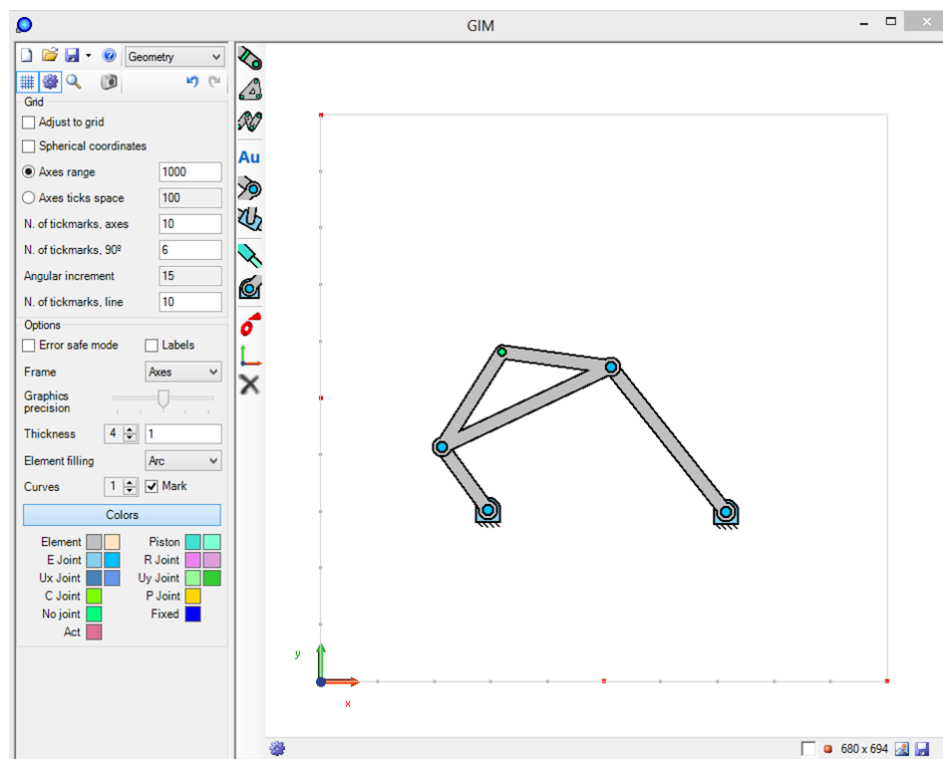 GIM
Geometry
Grid
Adjust to grid
Spherical coordinates
Axes range 1000
Axes ticks space 100
N. of tickmarks, axes 10
N. of tickmarks, 90º 6
Angular increment 15
N. of tickmarks, line 10
Options
Error safe mode Labels
Frame Axes
Graphics
precision
Thickness 4 1
Element filling Arc
Curves 1 Mark
Colors
Element Piston
E Joint R Joint
Ux Joint Uy Joint
C Joint P Joint
No joint Fixed
Act
Au
y
x
680 x 694